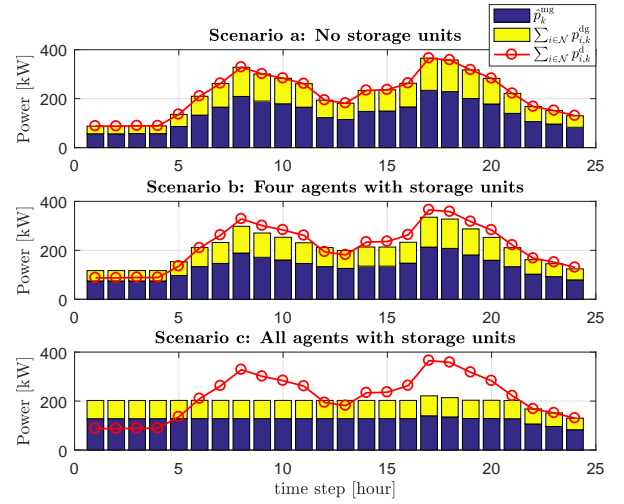 Scenario a: No storage units
p̂ₖᵐᵍ
∑_{i∈𝒩} p_{i,k}^{dg}
∑_{i∈𝒩} p_{i,k}^{d}
Power [kW]
400
200
0
0 5 10 15 20 25
Scenario b: Four agents with storage units
Power [kW]
400
200
0
0 5 10 15 20 25
Scenario c: All agents with storage units
Power [kW]
400
200
0
0 5 10 15 20 25
time step [hour]